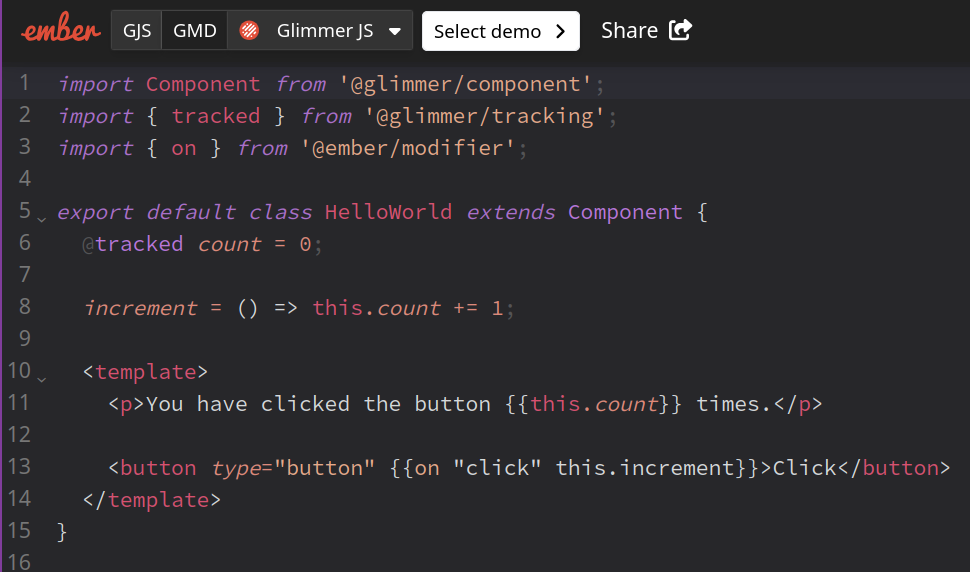 ember GJS GMD Glimmer JS Select demo Share
1 import Component from '@glimmer/component';
2 import { tracked } from '@glimmer/tracking';
3 import { on } from '@ember/modifier';
4
5 export default class HelloWorld extends Component {
6   @tracked count = 0;
7
8   increment = () => this.count += 1;
9
10   <template>
11     <p>You have clicked the button {{this.count}} times.</p>
12
13     <button type="button" {{on "click" this.increment}}>Click</button>
14   </template>
15 }
16